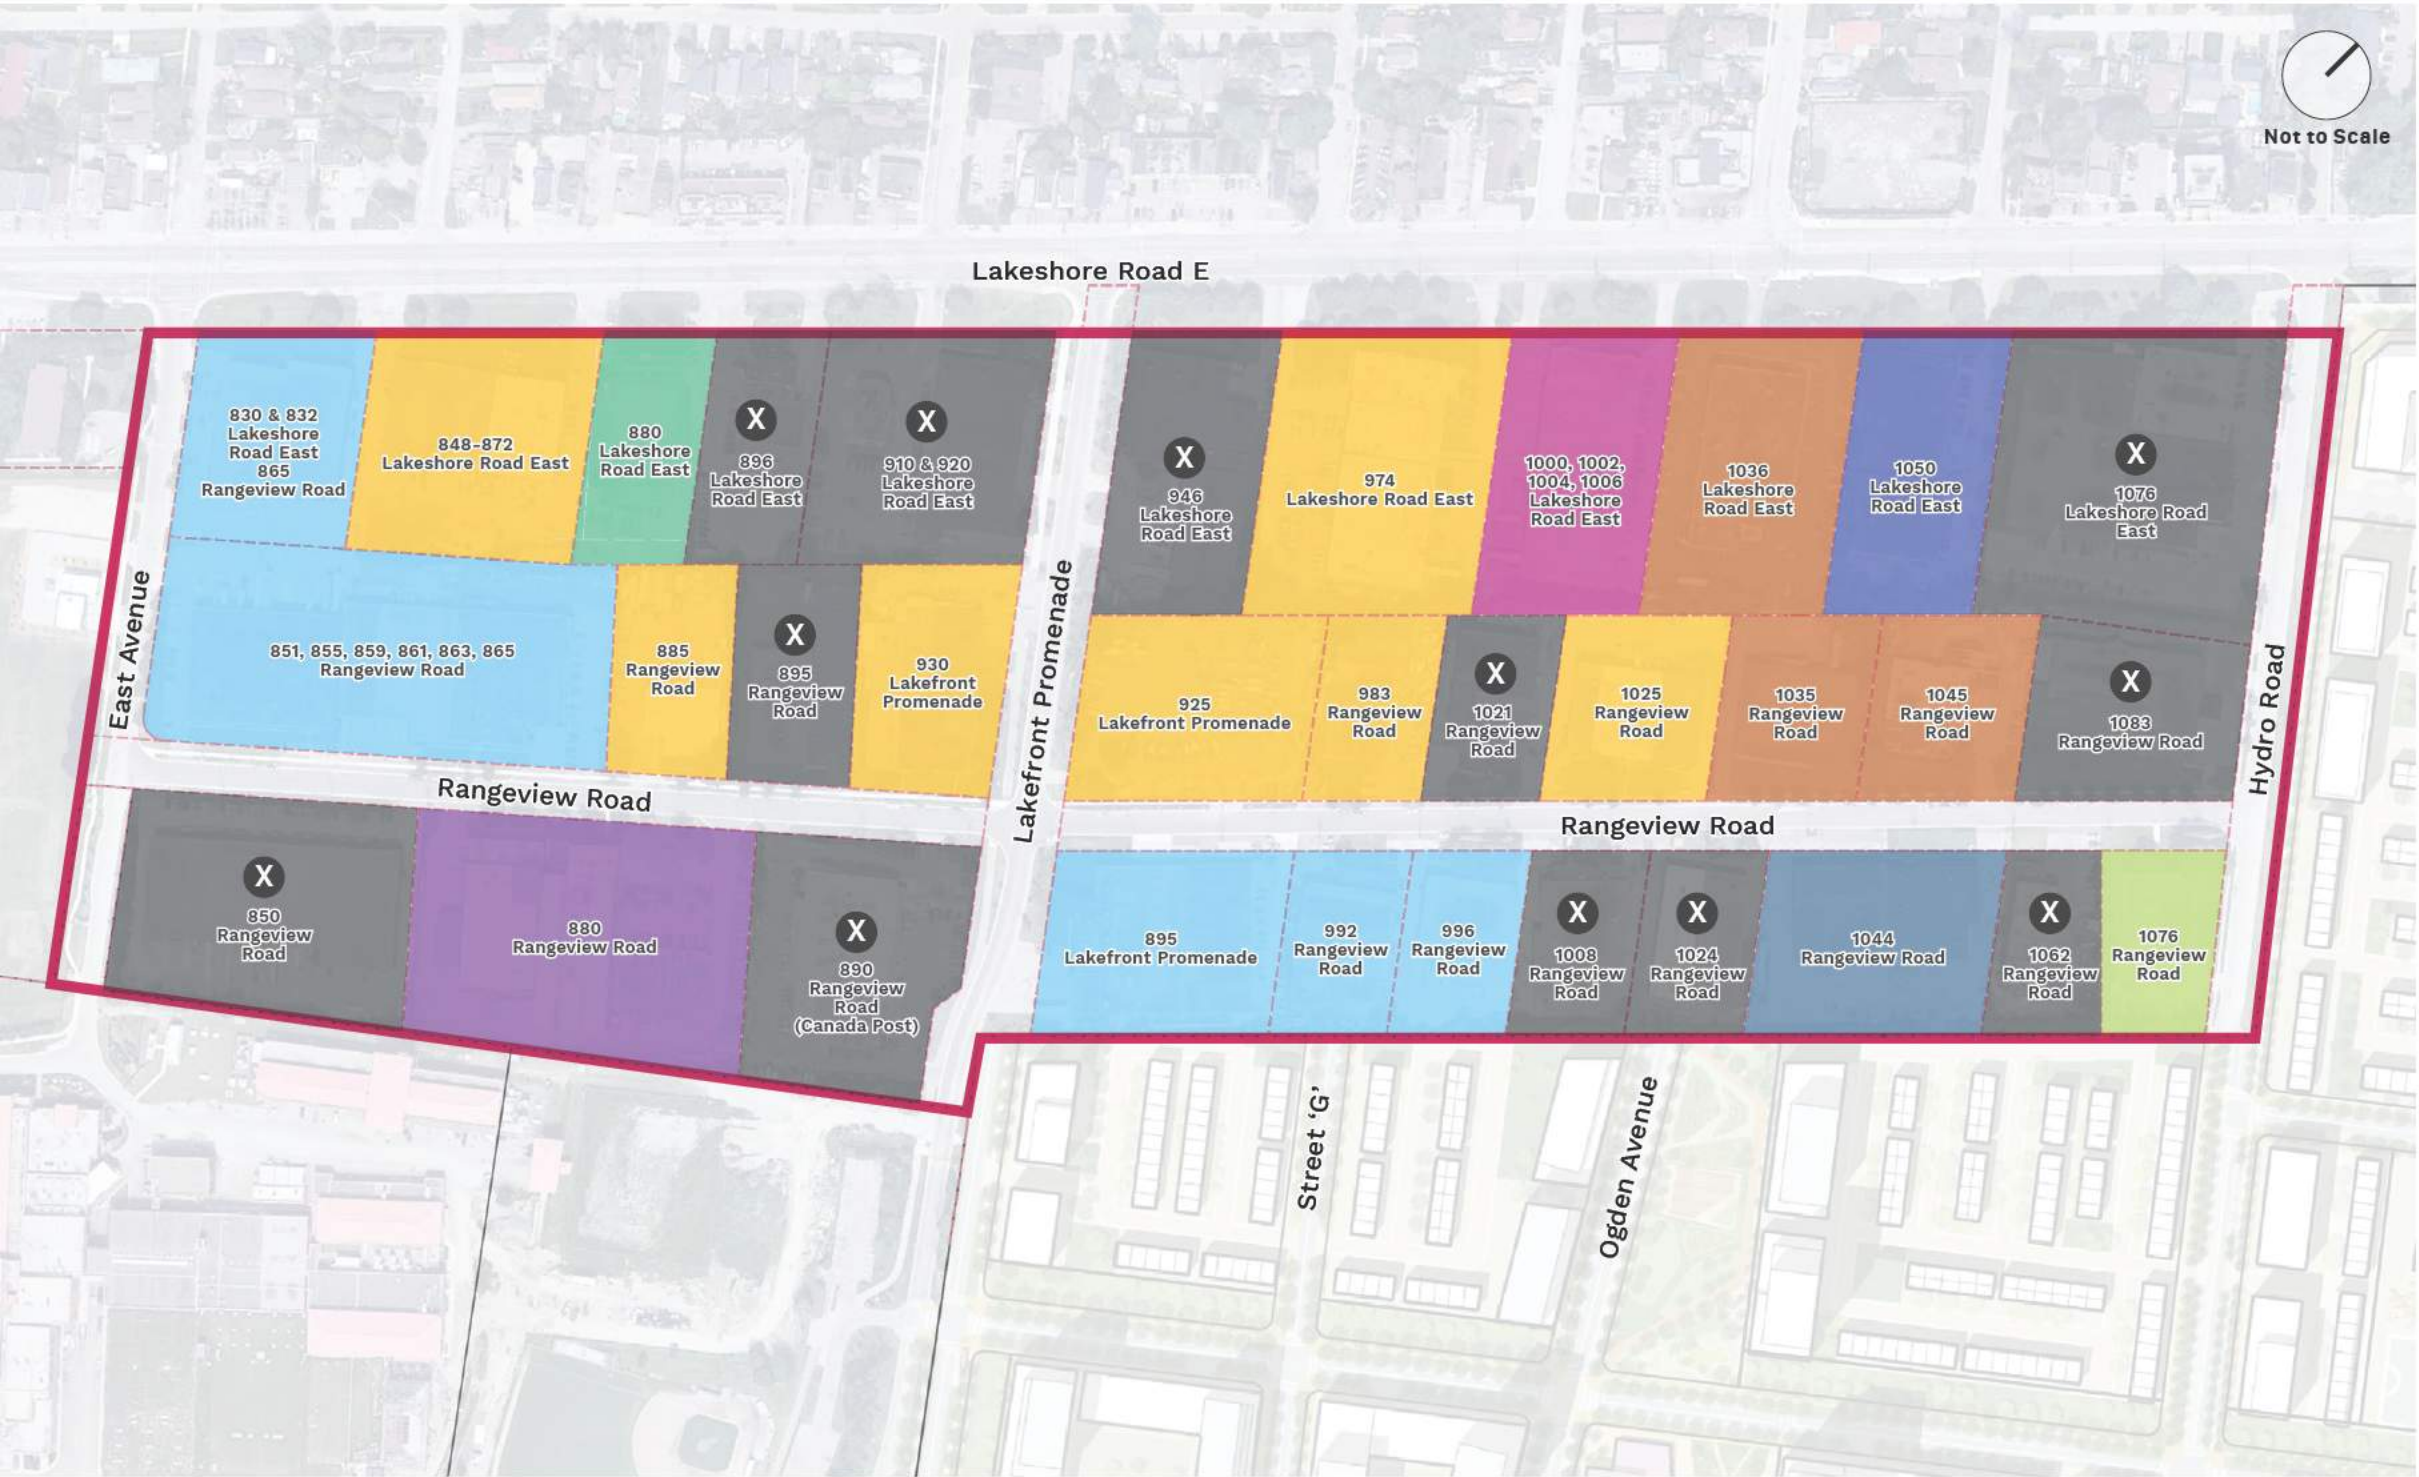 Not to Scale
Lakeshore Road E
830 & 832
Lakeshore
Road East
865
Rangeview Road
848-872
Lakeshore Road East
880
Lakeshore
Road East
X
896
Lakeshore
Road East
X
910 & 920
Lakeshore
Road East
X
946
Lakeshore
Road East
974
Lakeshore Road East
1000, 1002,
1004, 1006
Lakeshore
Road East
1036
Lakeshore
Road East
1050
Lakeshore
Road East
X
1076
Lakeshore Road
East
East Avenue
851, 855, 859, 861, 863, 865
Rangeview Road
885
Rangeview
Road
X
895
Rangeview
Road
930
Lakefront
Promenade
Lakefront Promenade
925
Lakefront Promenade
983
Rangeview
Road
X
1021
Rangeview
Road
1025
Rangeview
Road
1035
Rangeview
Road
1045
Rangeview
Road
X
1083
Rangeview Road
Hydro Road
Rangeview Road
Rangeview Road
X
850
Rangeview
Road
880
Rangeview Road
X
890
Rangeview
Road
(Canada Post)
895
Lakefront Promenade
992
Rangeview
Road
996
Rangeview
Road
X
1008
Rangeview
Road
X
1024
Rangeview
Road
1044
Rangeview Road
X
1062
Rangeview
Road
1076
Rangeview
Road
Street ‘G’
Ogden Avenue